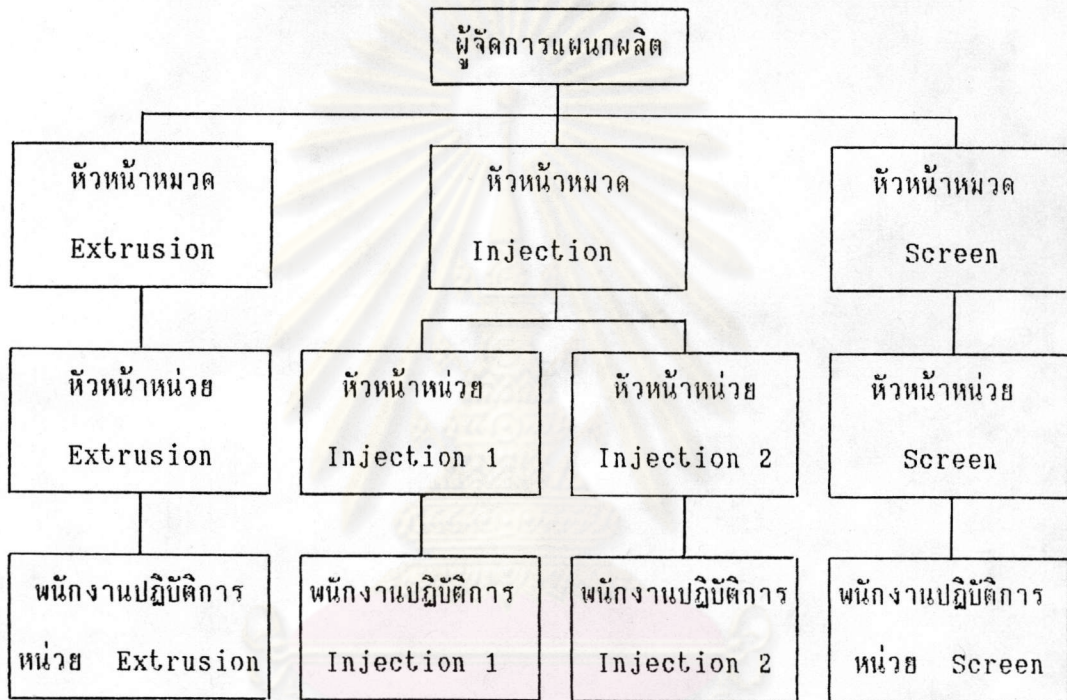 ผู้จัดการแผนกผลิต
หัวหน้าหมวด
Extrusion
หัวหน้าหมวด
Injection
หัวหน้าหมวด
Screen
หัวหน้าหน่วย
Extrusion
หัวหน้าหน่วย
Injection 1
หัวหน้าหน่วย
Injection 2
หัวหน้าหน่วย
Screen
พนักงานปฏิบัติการ
หน่วย Extrusion
พนักงานปฏิบัติการ
Injection 1
พนักงานปฏิบัติการ
Injection 2
พนักงานปฏิบัติการ
หน่วย Screen